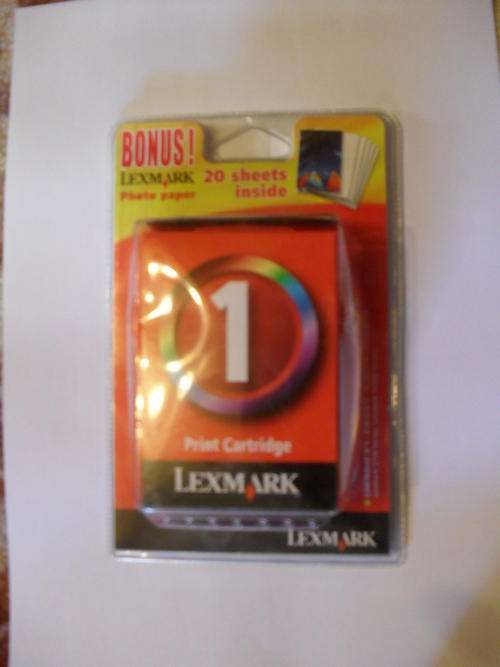 BONUS!
LEXMARK 20 sheets
Photo paper inside
1
Print Cartridge
LEXMARK
LEXMARK